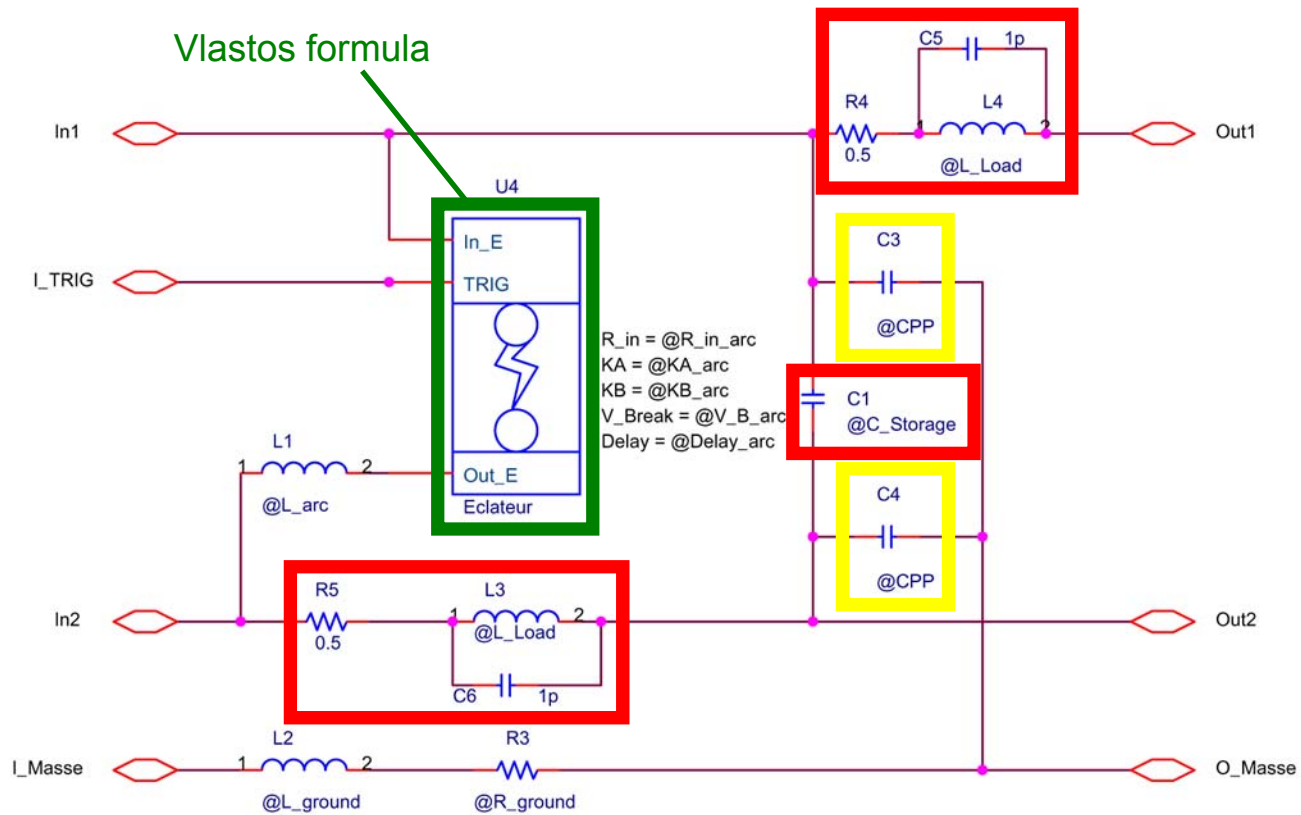 Vlastos formula
C5
1p
R4
L4
In1
1
2
Out1
0.5
@L_Load
U4
In_E
C3
I_TRIG
TRIG
@CPP
R_in = @R_in_arc
KA = @KA_arc
KB = @KB_arc
C1
V_Break = @V_B_arc
@C_Storage
Delay = @Delay_arc
L1
1
2
Out_E
C4
@L_arc
Eclateur
@CPP
R5
L3
In2
1
2
Out2
0.5
@L_Load
C6
1p
L2
R3
I_Masse
1
2
O_Masse
@L_ground
@R_ground